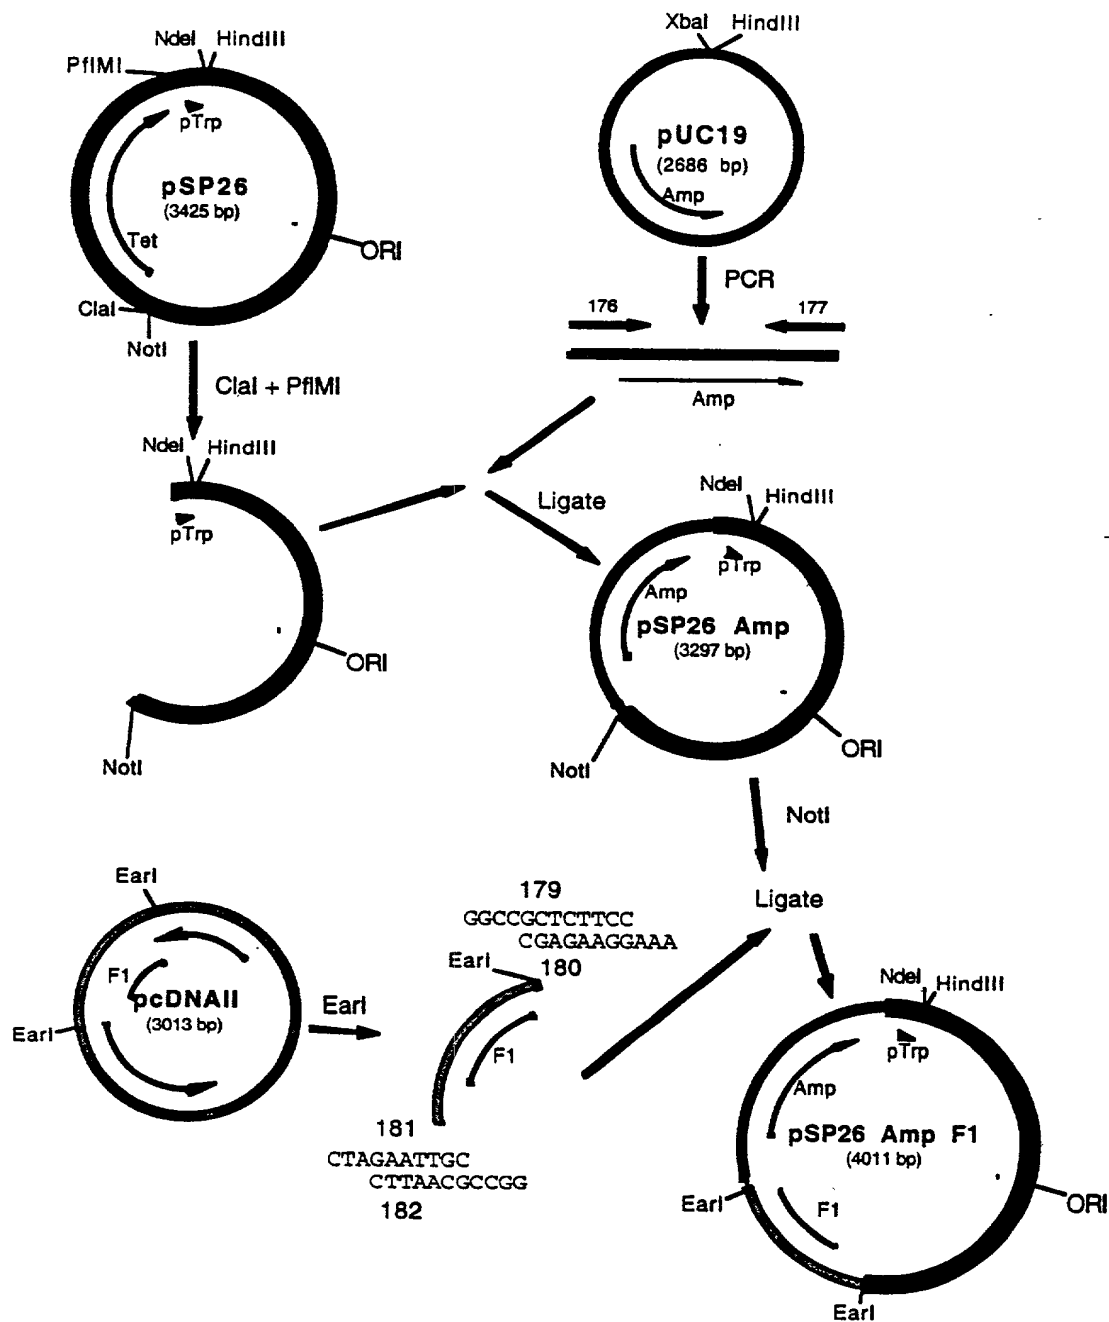 NdeI HindIII
PflMI
pTrp
pSP26
(3425 bp)
Tet
ORI
ClaI
NotI
XbaI HindIII
pUC19
(2686 bp)
Amp
PCR
176 177
Amp
ClaI + PflMI
NdeI HindIII
pTrp
ORI
NotI
Ligate
NdeI HindIII
pTrp
Amp
pSP26 Amp
(3297 bp)
ORI
NotI
NotI
Ligate
EarI
F1
pcDNAII
(3013 bp)
EarI
EarI
179
GGCCGCTCTTCC
CGAGAAGGAAA
180
EarI
F1
181
CTAGAATTGC
CTTAACGCCGG
182
NdeI HindIII
pTrp
Amp
pSP26 Amp F1
(4011 bp)
ORI
EarI
F1
EarI